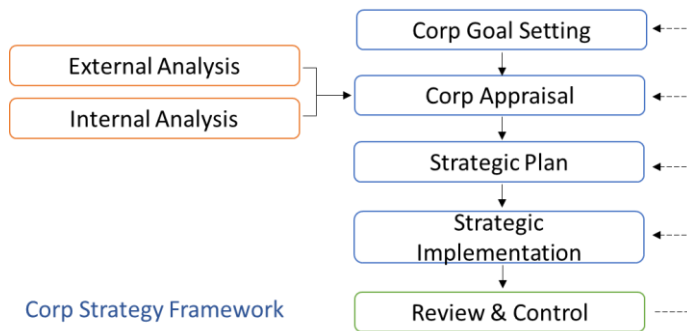 Corp Goal Setting
External Analysis
Internal Analysis
Corp Appraisal
Strategic Plan
Strategic
Implementation
Corp Strategy Framework
Review & Control